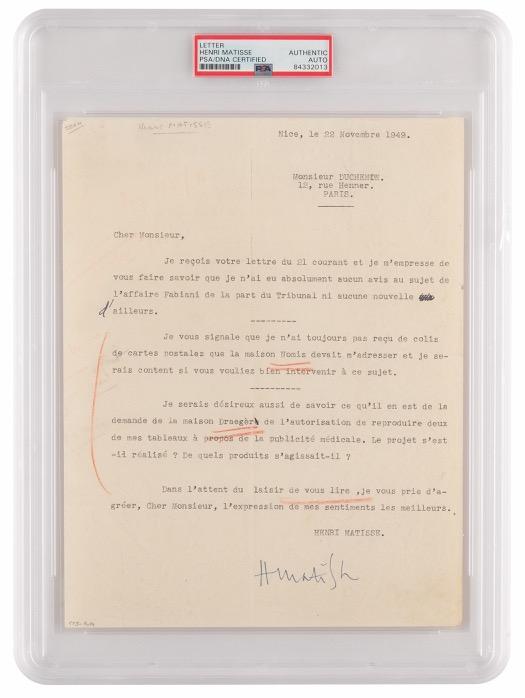 LETTER
HENRI MATISSE
PSA/DNA CERTIFIED
AUTHENTIC
AUTO
84332013
PSA
Henri MATISSE
Nice, le 22 Novembre 1949.
Monsieur DUCHEMIN.
12, rue Henner.
PARIS.
Cher Monsieur,
Je reçois votre lettre du 21 courant et je m'empresse de
vous faire savoir que je n'ai eu absolument aucun avis au sujet de
l'affaire Fabiani de la part du Tribunal ni aucune nouvelle
d'ailleurs.
Je vous signale que je n'ai toujours pas reçu de colis
de cartes postales que la maison Nomis devait m'adresser et je se-
rais content si vous vouliez bien intervenir à ce sujet.
Je serais désireux aussi de savoir ce qu'il en est de la
demande de la maison Draeger de l'autorisation de reproduire deux
de mes tableaux à propos de la publicité médicale. Le projet s'est
-il réalisé ? De quels produits s'agissait-il ?
Dans l'attent du laisir de vous lire, je vous prie d'a-
gréer, Cher Monsieur, l'expression de mes sentiments les meilleurs.
HENRI MATISSE.
HMatisse